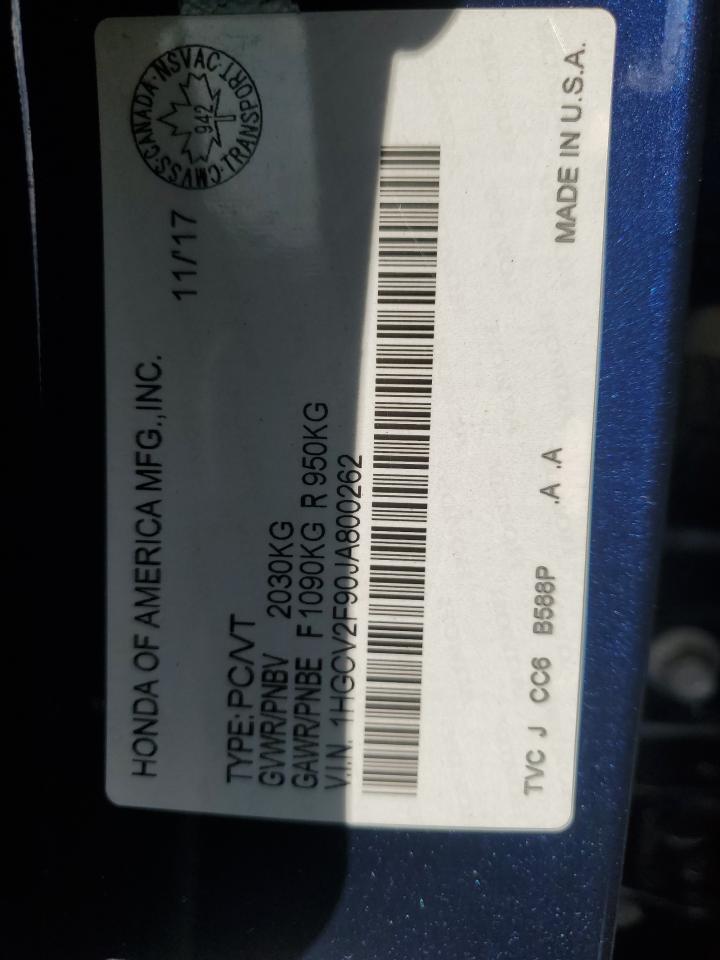 HONDA OF AMERICA MFG.,INC. 11/'17
CMVSS·CANADA·NSVAC·TRANSPORT
942
TYPE: PC/VT
GVWR/PNBV 2030KG
GAWR/PNBE F 1090KG R 950KG
V.I.N. 1HGCV2F90JA800262
TVC J CC6 B588P .A .A MADE IN U.S.A.